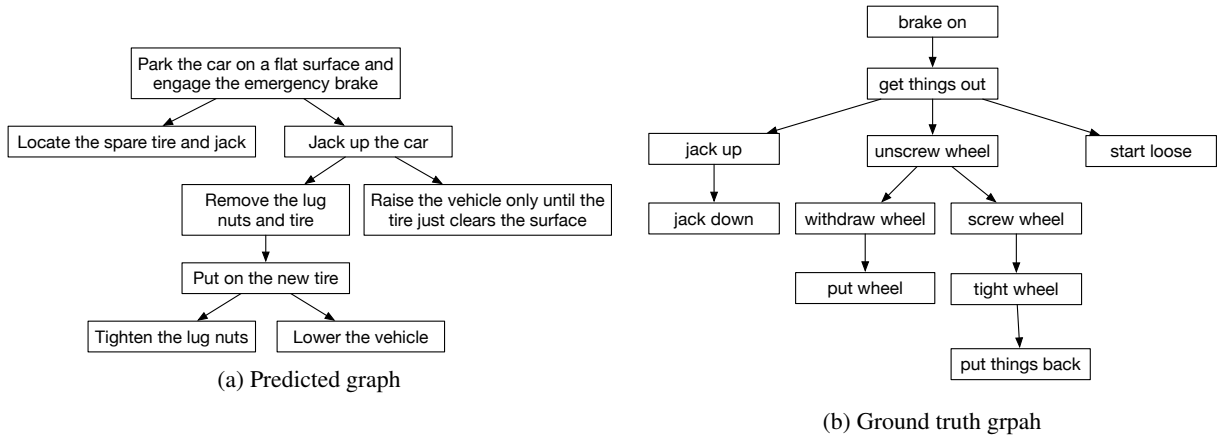 Park the car on a flat surface and
engage the emergency brake
Locate the spare tire and jack
Jack up the car
Remove the lug
nuts and tire
Raise the vehicle only until the
tire just clears the surface
Put on the new tire
Tighten the lug nuts
Lower the vehicle
(a) Predicted graph
brake on
get things out
jack up
unscrew wheel
start loose
jack down
withdraw wheel
screw wheel
put wheel
tight wheel
put things back
(b) Ground truth grpah